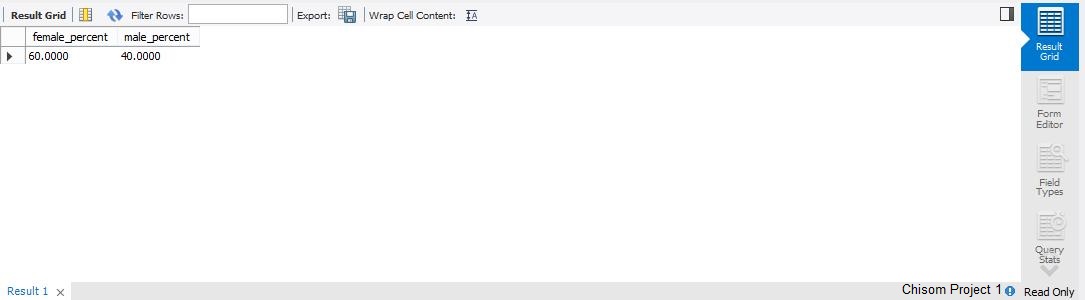 Result Grid Filter Rows: Export: Wrap Cell Content: IA
female_percent male_percent
60.0000 40.0000
Result
Grid
Form
Editor
Field
Types
Query
Stats
Result 1 × Chisom Project 1 Read Only